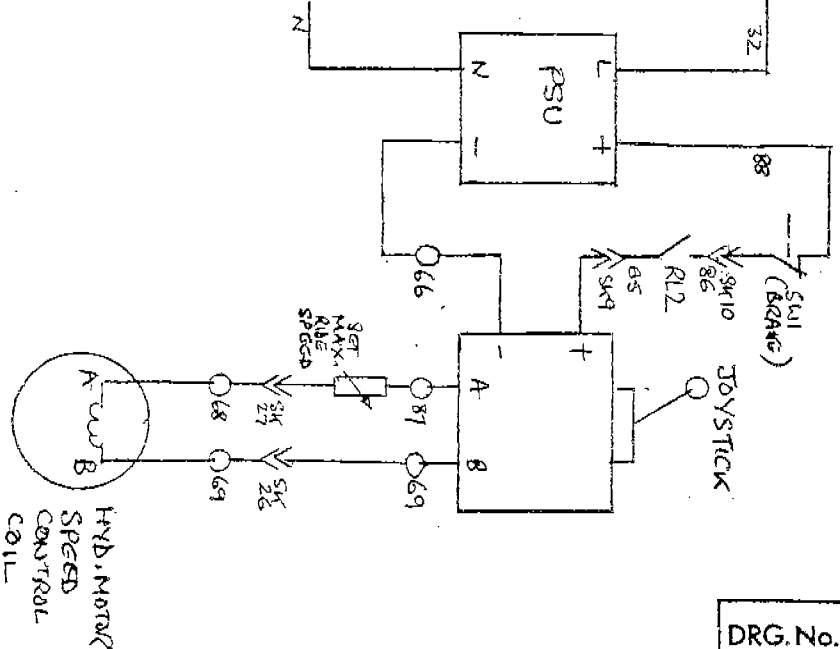 N
32
N
L
PSU
-
+
88
66
SK9
85
RL2
86
SK10
SW1
(BRAKE)
-
+
JOYSTICK
SET
MAX.
RIDE
SPEED
A
B
87
69
SK
27
SK
26
68
69
A
B
HYD. MOTOR
SPEED
CONTROL
COIL
DRG. No.